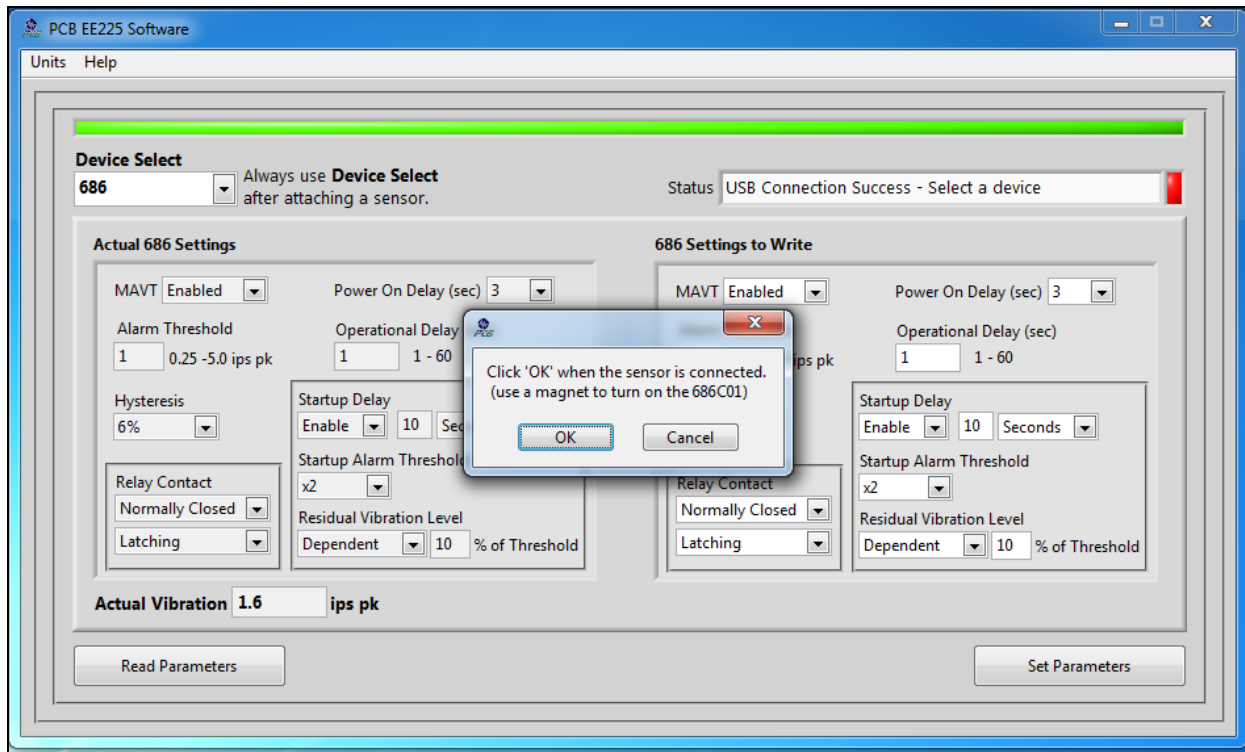 PCB EE225 Software
Units Help
Device Select
686
Always use Device Select
after attaching a sensor.
Status USB Connection Success - Select a device
Actual 686 Settings
MAVT Enabled
Power On Delay (sec) 3
Alarm Threshold
1 0.25 -5.0 ips pk
Operational Delay
1 1 - 60
Hysteresis
6%
Startup Delay
Enable 10 Sec
Startup Alarm Threshold
x2
Relay Contact
Normally Closed
Latching
Residual Vibration Level
Dependent 10 % of Threshold
Actual Vibration 1.6 ips pk
686 Settings to Write
MAVT Enabled
Power On Delay (sec) 3
ips pk
Operational Delay (sec)
1 1 - 60
Startup Delay
Enable 10 Seconds
Startup Alarm Threshold
x2
Relay Contact
Normally Closed
Latching
Residual Vibration Level
Dependent 10 % of Threshold
PCB
Click 'OK' when the sensor is connected.
(use a magnet to turn on the 686C01)
OK Cancel
Read Parameters
Set Parameters